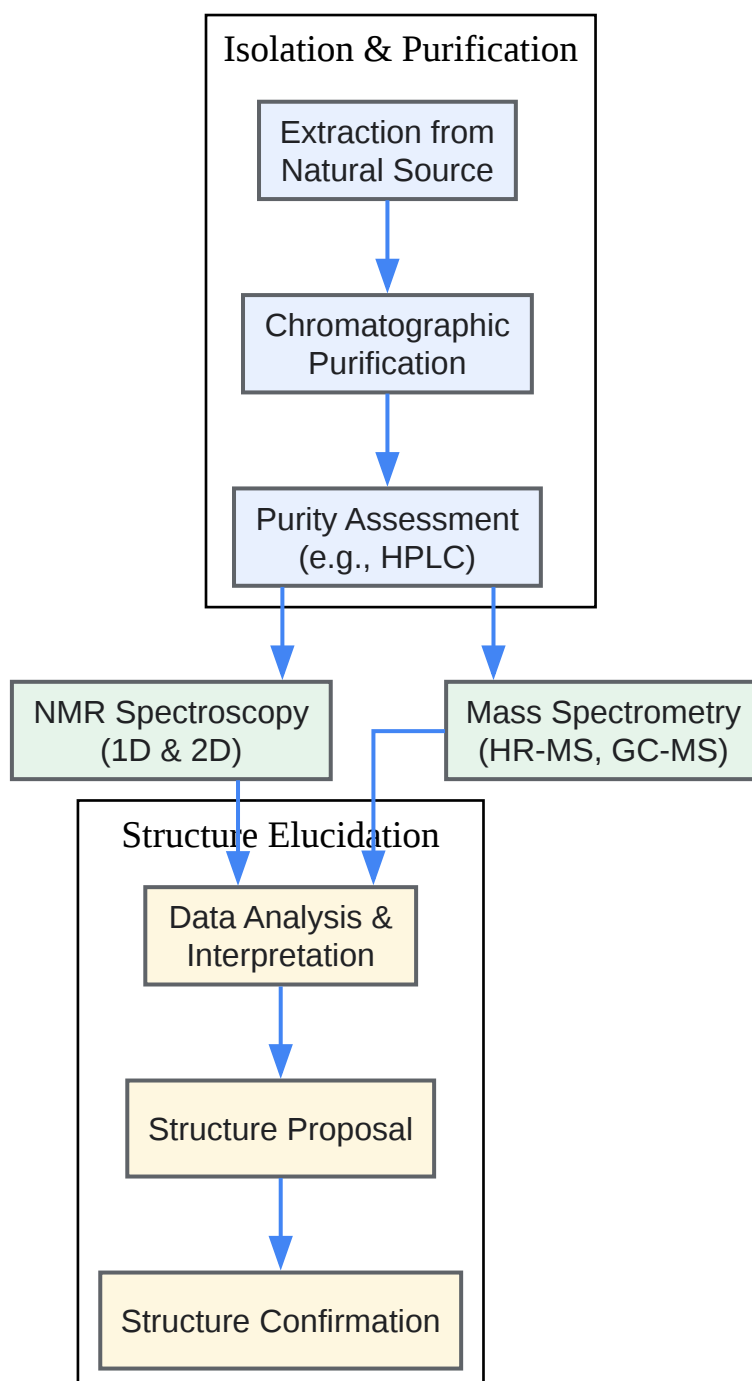 Isolation & Purification
Extraction from
Natural Source
Chromatographic
Purification
Purity Assessment
(e.g., HPLC)
NMR Spectroscopy
(1D & 2D)
Mass Spectrometry
(HR-MS, GC-MS)
Structure Elucidation
Data Analysis &
Interpretation
Structure Proposal
Structure Confirmation